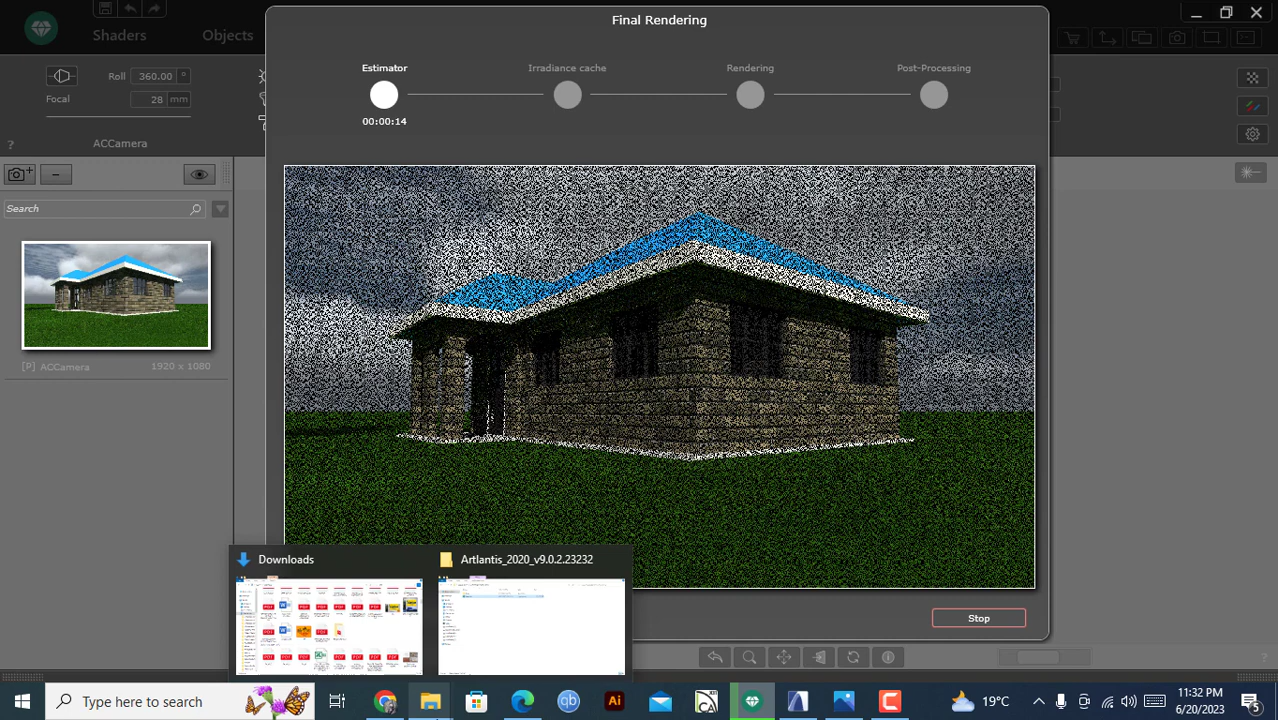 Final Rendering
Shaders
Objects
Estimator
Irradiance cache
Rendering
Post-Processing
00:00:14
Roll 360.00 °
Focal 28 mm
? ACCamera
Search
[P] ACCamera 1920 x 1080
Downloads
Artlantis_2020_v9.0.2.23232
Stop
Type here to search
19°C
11:32 PM
6/20/2023
5